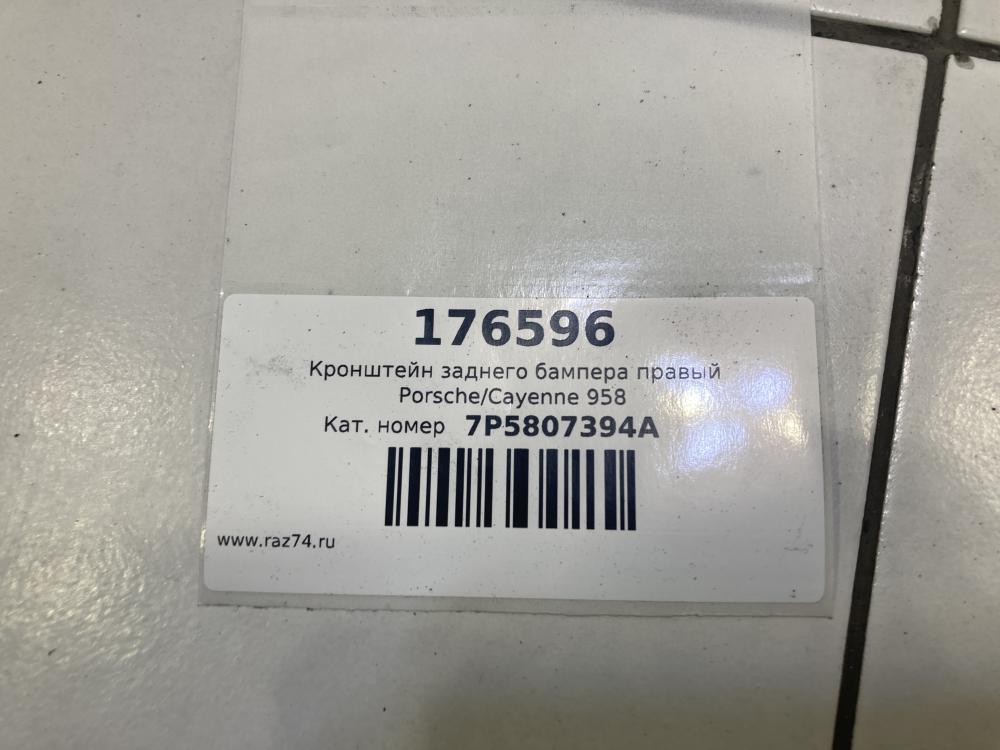 176596
Кронштейн заднего бампера правый
Porsche/Cayenne 958
Кат. номер 7P5807394A
www.raz74.ru